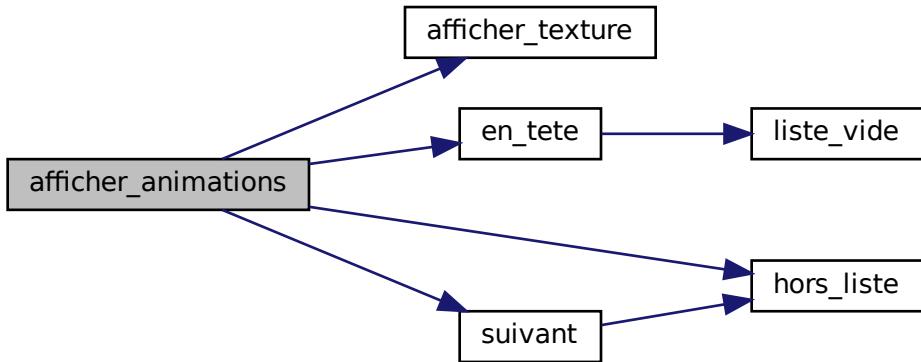 afficher_texture
en_tete
liste_vide
afficher_animations
hors_liste
suivant